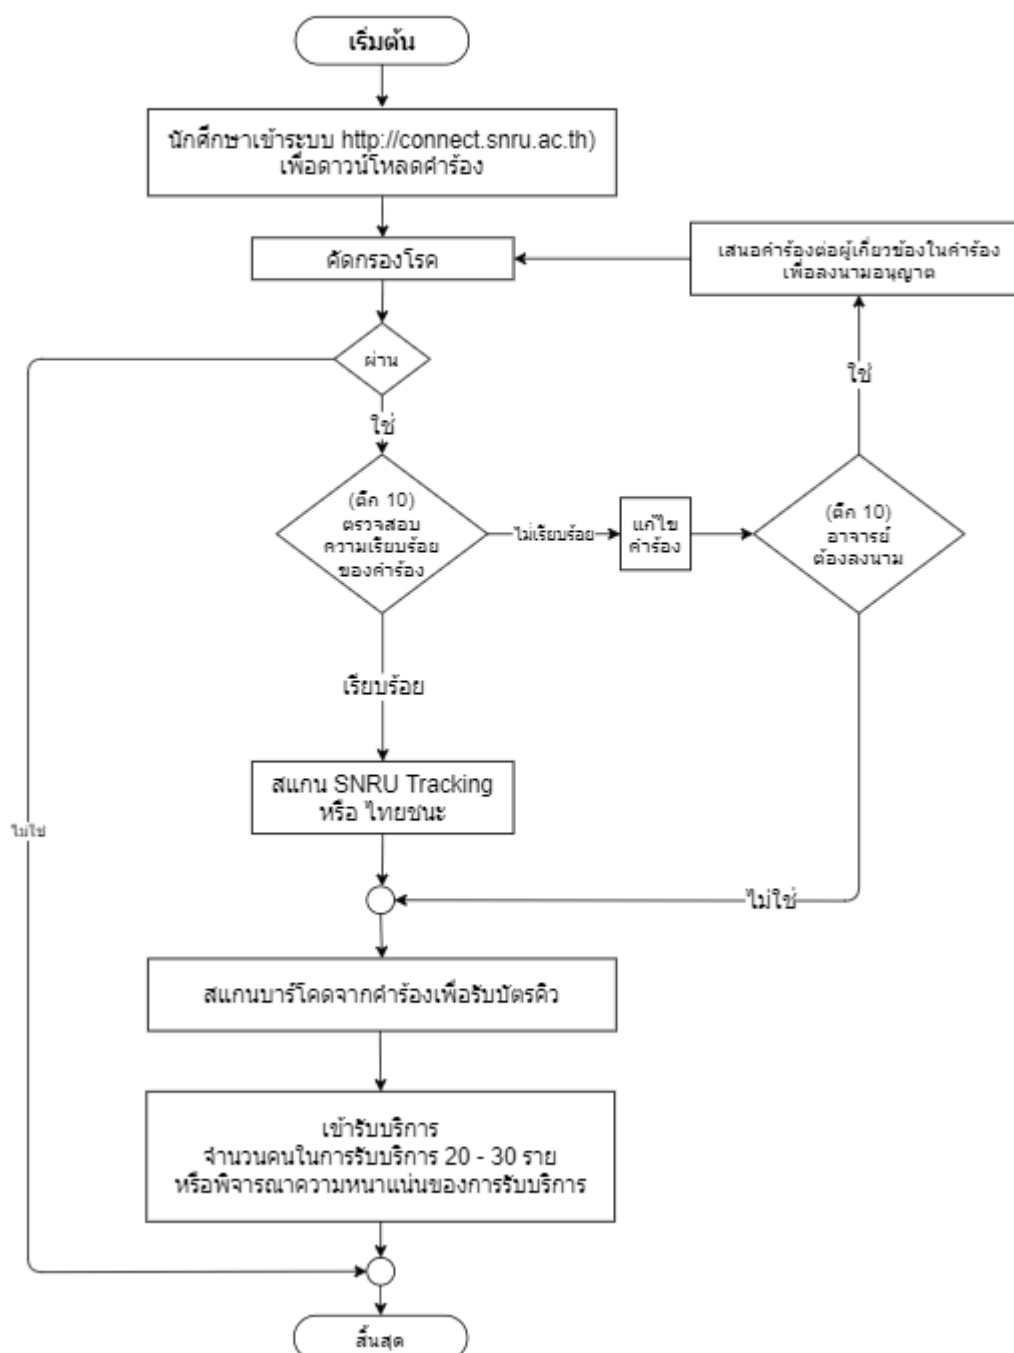 เริ่มต้น
นักศึกษาเข้าระบบ http://connect.snru.ac.th)
เพื่อดาวน์โหลดคำร้อง
คัดกรองโรค
เสนอคำร้องต่อผู้เกี่ยวข้องในคำร้อง
เพื่อลงนามอนุญาต
ผ่าน
ใช่
ใช่
(ตึก 10)
ตรวจสอบ
ความเรียบร้อย
ของคำร้อง
ไม่เรียบร้อย
แก้ไข
คำร้อง
(ตึก 10)
อาจารย์
ต้องลงนาม
เรียบร้อย
สแกน SNRU Tracking
หรือ ไทยชนะ
ไม่ใช่
ไม่ใช่
สแกนบาร์โคดจากคำร้องเพื่อรับบัตรคิว
เข้ารับบริการ
จำนวนคนในการรับบริการ 20 - 30 ราย
หรือพิจารณาความหนาแน่นของการรับบริการ
สิ้นสุด